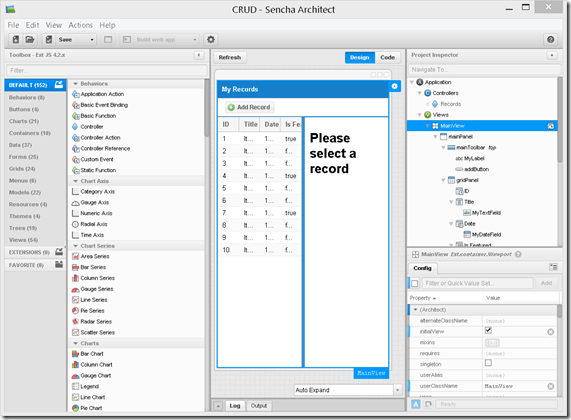 CRUD - Sencha Architect
File Edit View Actions Help
Save
Build web app
Toolbox - Ext JS 4.2.x
Filter...
DEFAULT (152)
Behaviors (8)
Buttons (4)
Charts (21)
Containers (18)
Data (37)
Forms (25)
Grids (24)
Menus (6)
Models (22)
Resources (4)
Themes (4)
Trees (18)
Views (54)
EXTENSIONS (0)
FAVORITE (0)
Behaviors
Application Action
Basic Event Binding
Basic Function
Controller
Controller Action
Controller Reference
Custom Event
Static Function
Chart Axis
Category Axis
Gauge Axis
Numeric Axis
Radial Axis
Time Axis
Chart Series
Area Series
Bar Series
Column Series
Gauge Series
Line Series
Pie Series
Radar Series
Scatter Series
Charts
Bar Chart
Column Chart
Gauge Chart
Legend
Line Chart
Pie Chart
Refresh
Design Code
My Records
Add Record
ID Title Date Is Fe
1 It... 1... true
2 It... 1... f...
3 It... 1... f...
4 It... 1... true
5 It... 1... f...
6 It... 1... f...
7 It... 1... true
8 It... 1... f...
9 It... 1... f...
10 It... 1... f...
Please
select a
record
MainView
Auto Expand
Log Output
Project Inspector
Navigate To...
Application
Controllers
Records
Views
MainView
mainPanel
mainToolbar top
abc MyLabel
addButton
gridPanel
ID
Title
MyTextField
Date
MyDateField
Is Featured
MainView Ext.container.Viewport
Config
Filter or Quick Value Set... Add
Property Value
(Architect)
alternateClassName (none)
initialView
mixins
requires (none)
singleton
userAlias (none)
userClassName MainView
Ready